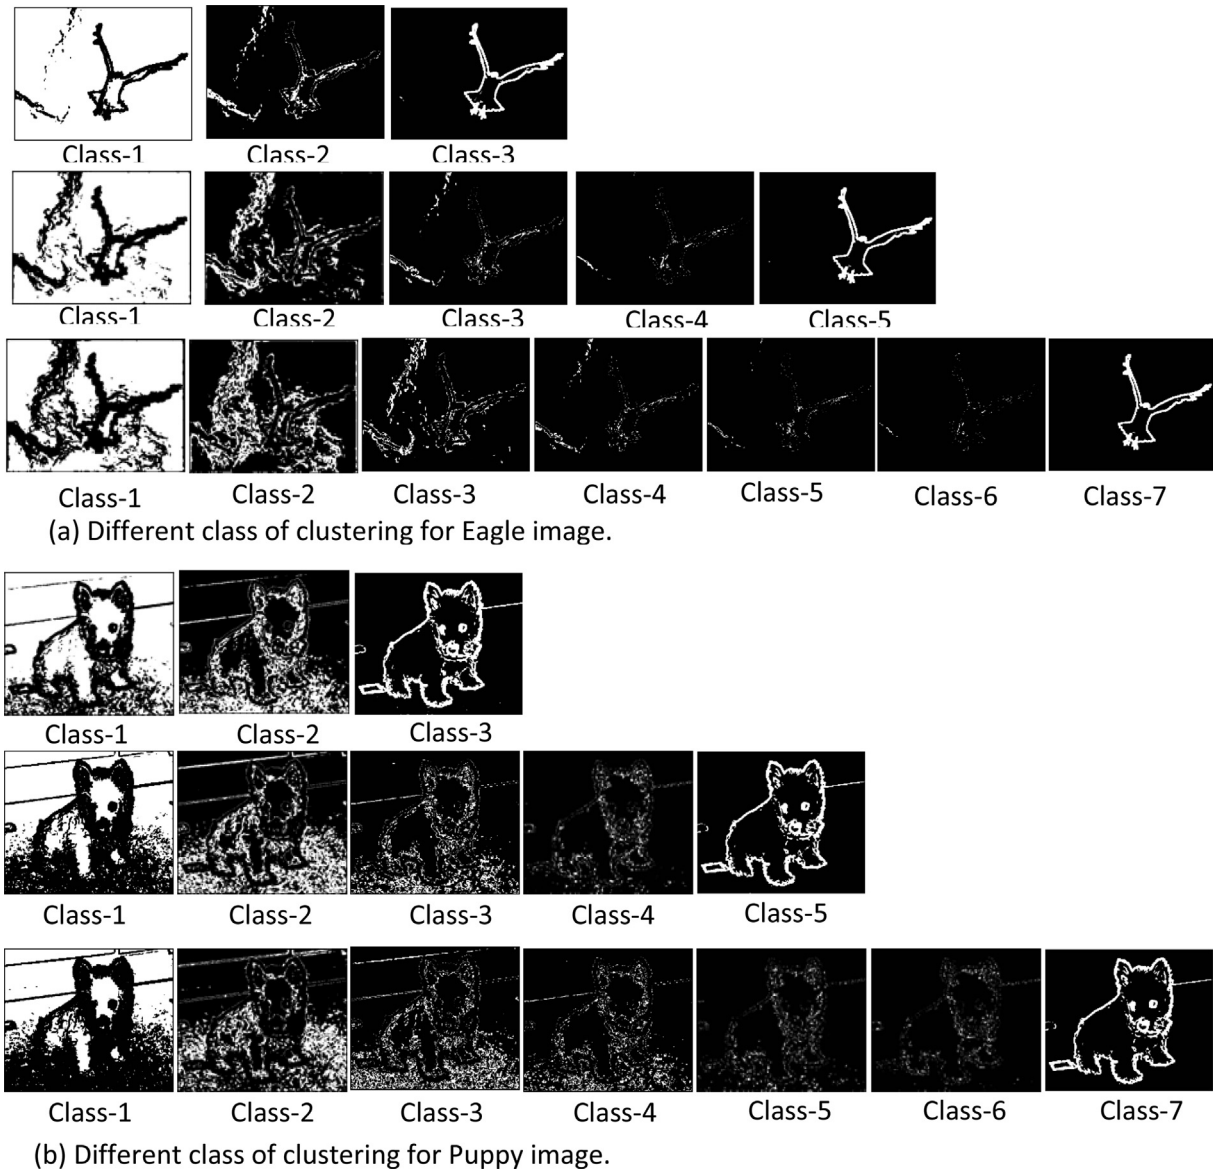 Class-1 Class-2 Class-3
Class-1 Class-2 Class-3 Class-4 Class-5
Class-1 Class-2 Class-3 Class-4 Class-5 Class-6 Class-7
(a) Different class of clustering for Eagle image.
Class-1 Class-2 Class-3
Class-1 Class-2 Class-3 Class-4 Class-5
Class-1 Class-2 Class-3 Class-4 Class-5 Class-6 Class-7
(b) Different class of clustering for Puppy image.